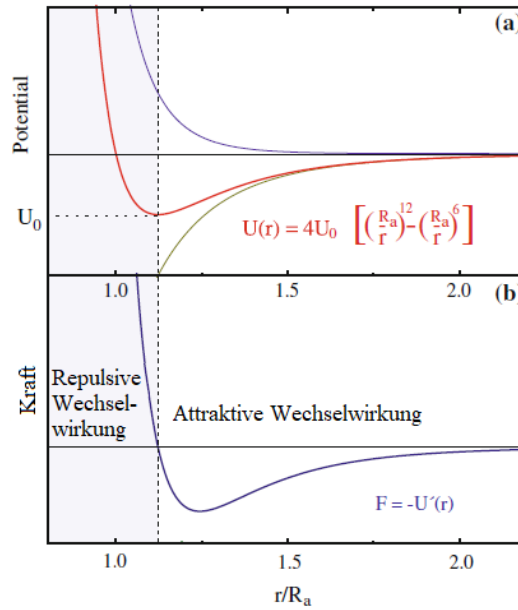 (a)
Potential
U₀
U(r) = 4U₀ [(Ra/r)¹²-(Ra/r)⁶]
1.0 1.5 2.0
(b)
Kraft
Repulsive
Wechsel-
wirkung
Attraktive Wechselwirkung
F = -U´(r)
1.0 1.5 2.0
r/Ra